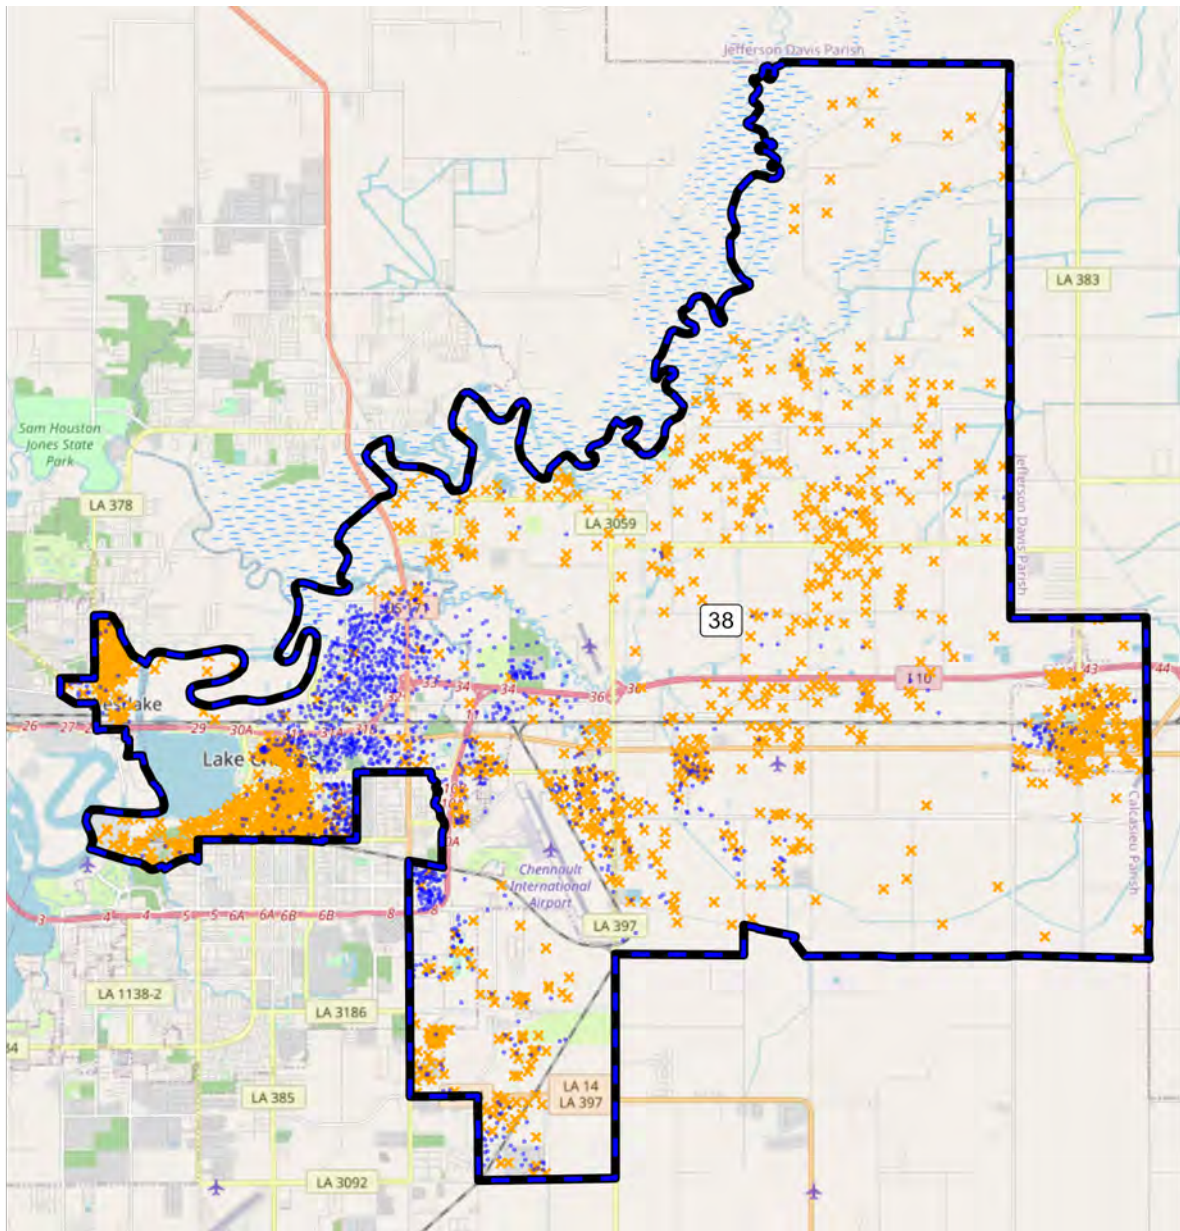 Jefferson Davis Parish
LA 383
Sam Houston
Jones State
Park
LA 378
LA 3059
Jefferson Davis Parish
38
43
44
110
33
34
34
36
32
26
27
29
30A
31A
Lake
Calcasieu Parish
Chennault
International
Airport
LA 397
3
4
4
5
5
6A
6B
6B
8
8
LA 1138-2
LA 3186
LA 14
LA 397
LA 385
LA 3092